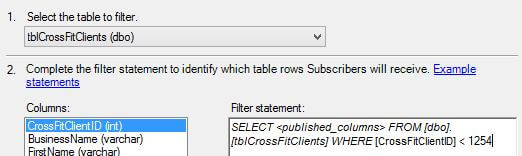 1. Select the table to filter.
tblCrossFitClients (dbo)
2. Complete the filter statement to identify which table rows Subscribers will receive. Example
statements
Columns:
CrossFitClientID (int)
BusinessName (varchar)
FirstName (varchar)
Filter statement:
SELECT <published_columns> FROM [dbo].
[tblCrossFitClients] WHERE [CrossFitClientID] < 1254